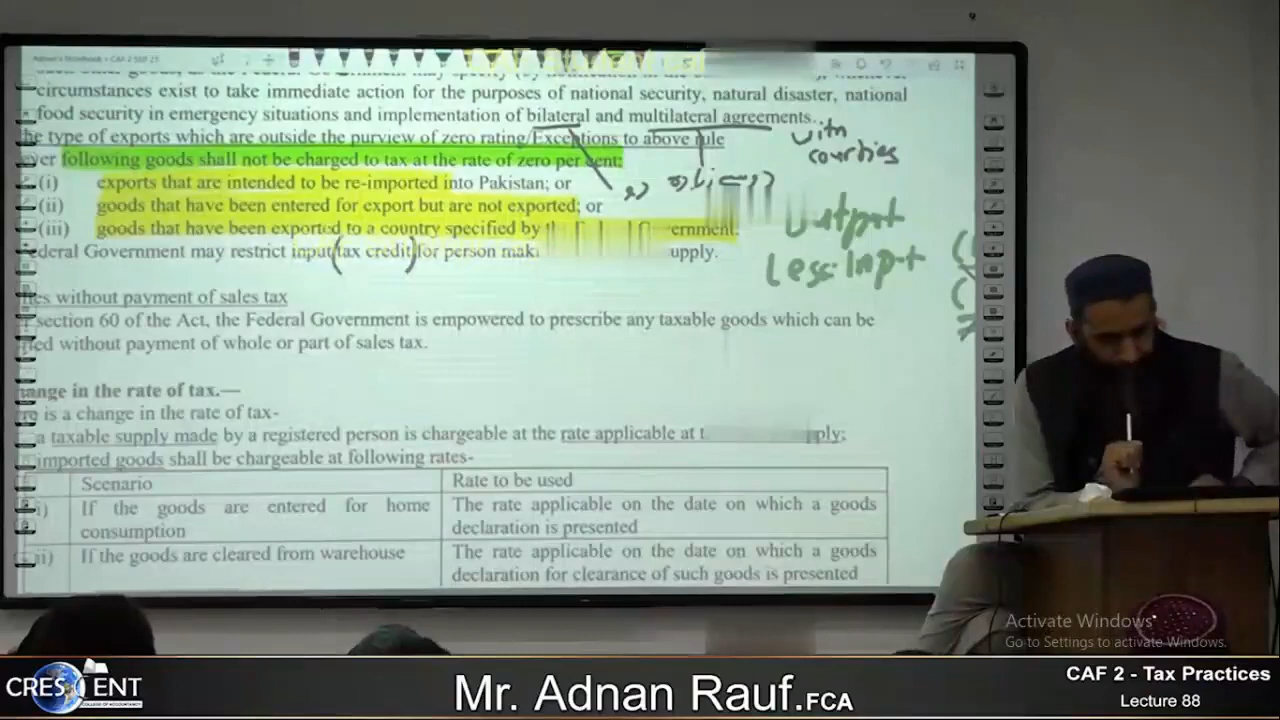 circumstances exist to take immediate action for the purposes of national security, natural disaster, national
food security in emergency situations and implementation of bilateral and multilateral agreements.
the type of exports which are outside the purview of zero rating/Exceptions to above rule
following goods shall not be charged to tax at the rate of zero per cent:
(i) exports that are intended to be re-imported into Pakistan; or
(ii) goods that have been entered for export but are not exported; or
(iii) goods that have been exported to a country specified by
Federal Government may restrict input (tax credit) for person
with
Output
Less: Input
without payment of sales tax
section 60 of the Act, the Federal Government is empowered to prescribe any taxable goods which can be
without payment of whole or part of sales tax.
in the rate of tax.—
is a change in the rate of tax-
a taxable supply made by a registered person is chargeable at the rate applicable at
imported goods shall be chargeable at following rates-
Scenario Rate to be used
i) If the goods are entered for home consumption The rate applicable on the date on which a goods declaration is presented
ii) If the goods are cleared from warehouse The rate applicable on the date on which a goods declaration for clearance of such goods is presented
Activate Windows
Go to Settings to activate Windows.
CRESCENT
COLLEGE OF ACCOUNTANCY
Mr. Adnan Rauf.FCA
CAF 2 - Tax Practices
Lecture 88